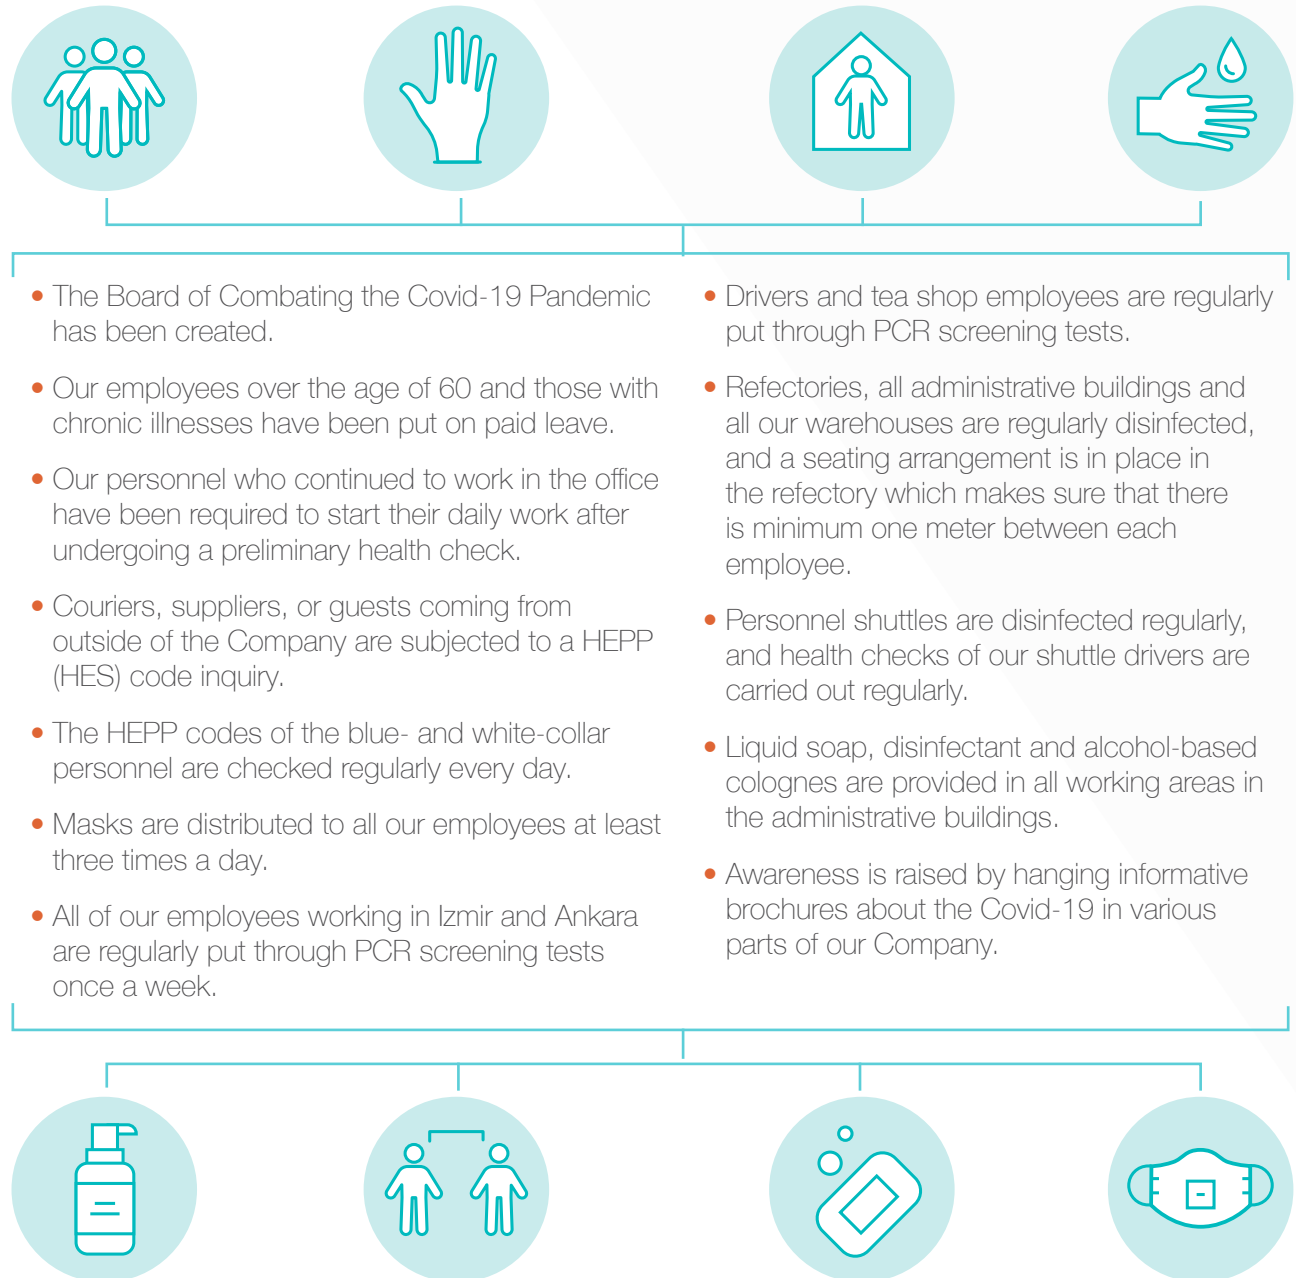 • The Board of Combating the Covid-19 Pandemic
has been created.
• Our employees over the age of 60 and those with
chronic illnesses have been put on paid leave.
• Our personnel who continued to work in the office
have been required to start their daily work after
undergoing a preliminary health check.
• Couriers, suppliers, or guests coming from
outside of the Company are subjected to a HEPP
(HES) code inquiry.
• The HEPP codes of the blue- and white-collar
personnel are checked regularly every day.
• Masks are distributed to all our employees at least
three times a day.
• All of our employees working in Izmir and Ankara
are regularly put through PCR screening tests
once a week.
• Drivers and tea shop employees are regularly
put through PCR screening tests.
• Refectories, all administrative buildings and
all our warehouses are regularly disinfected,
and a seating arrangement is in place in
the refectory which makes sure that there
is minimum one meter between each
employee.
• Personnel shuttles are disinfected regularly,
and health checks of our shuttle drivers are
carried out regularly.
• Liquid soap, disinfectant and alcohol-based
colognes are provided in all working areas in
the administrative buildings.
• Awareness is raised by hanging informative
brochures about the Covid-19 in various
parts of our Company.